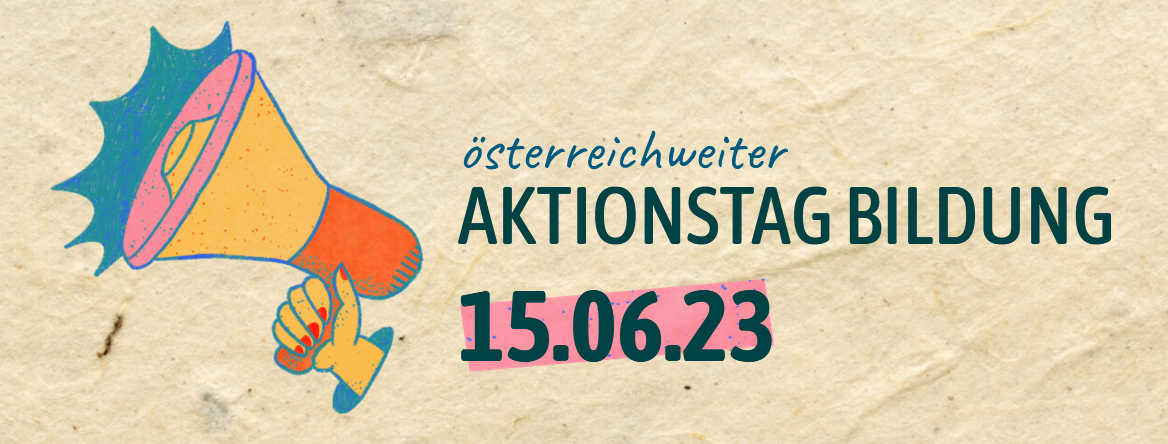 österreichweiter
AKTIONSTAG BILDUNG
15.06.23